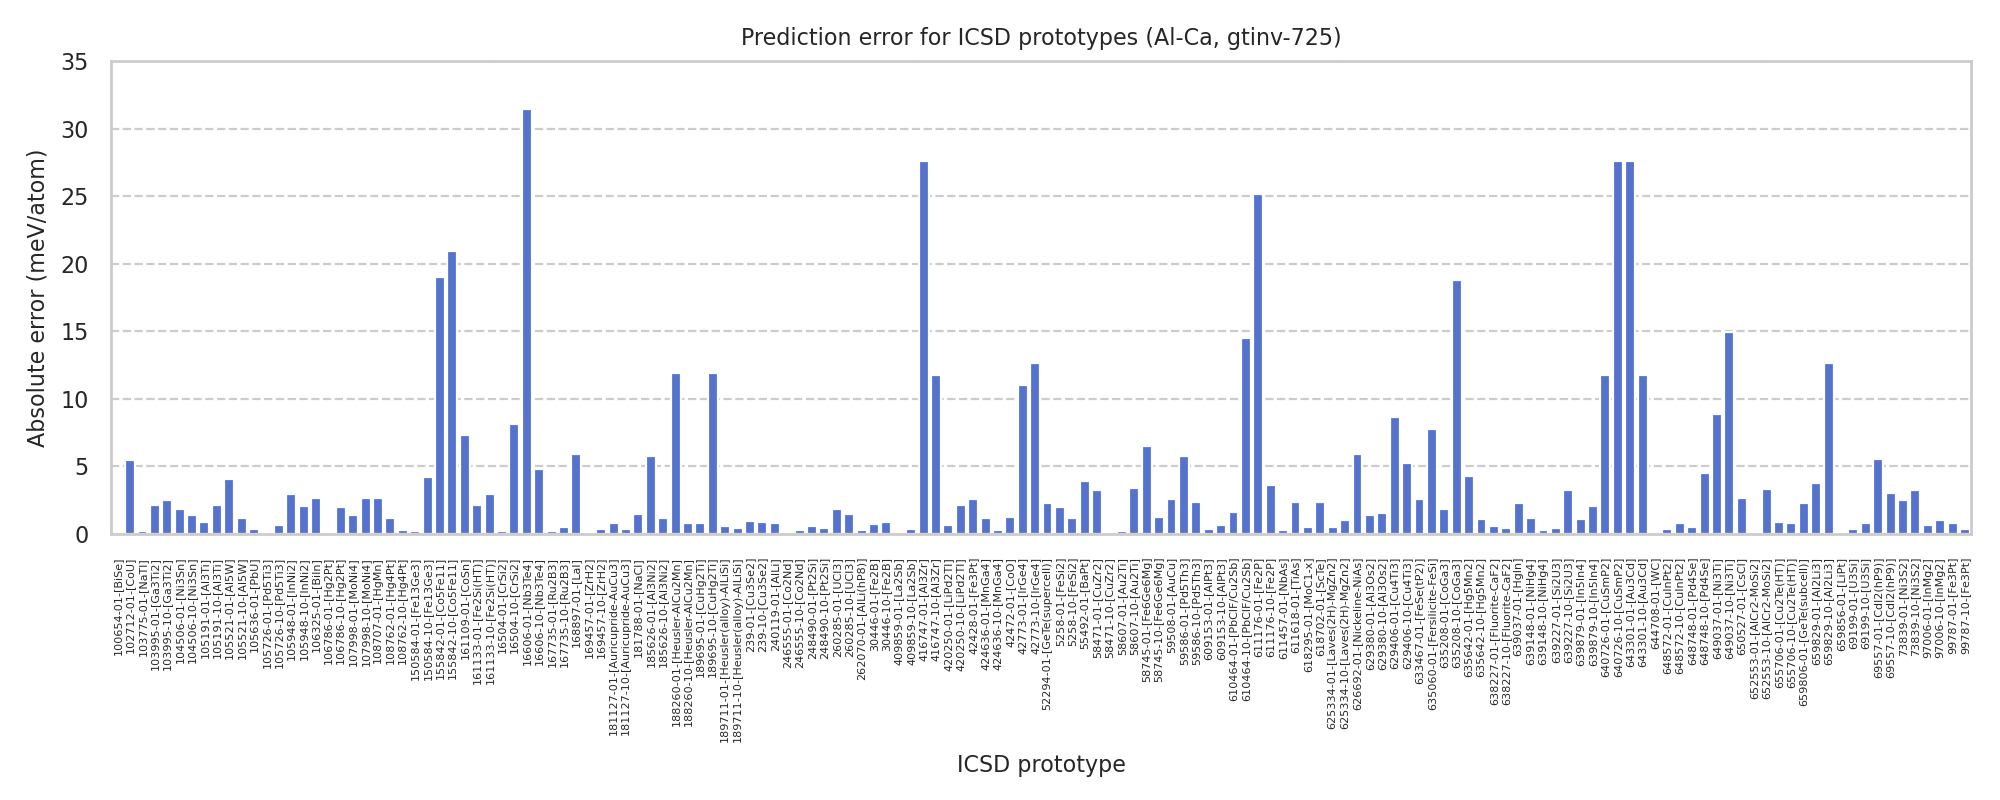 Prediction error for ICSD prototypes (Al-Ca, gtinv-725)
Absolute error (meV/atom)
35
30
25
20
15
10
5
0
100654-01-[BiSe]
102712-01-[CoU]
103775-01-[NaTl]
103995-01-[Ga3Ti2]
103995-10-[Ga3Ti2]
104506-01-[Ni3Sn]
104506-10-[Ni3Sn]
105191-01-[Al3Ti]
105191-10-[Al3Ti]
105521-01-[Al5W]
105521-10-[Al5W]
105636-01-[PbU]
105726-01-[Pd5Ti3]
105726-10-[Pd5Ti3]
105948-01-[InNi2]
105948-10-[InNi2]
106325-01-[BiIn]
106786-01-[Hg2Pt]
106786-10-[Hg2Pt]
107998-01-[MoNi4]
107998-10-[MoNi4]
108707-01-[HgMn]
108762-01-[Hg4Pt]
108762-10-[Hg4Pt]
150584-01-[Fe13Ge3]
150584-10-[Fe13Ge3]
155842-01-[Co5Fe11]
155842-10-[Co5Fe11]
161109-01-[CoSn]
161133-01-[Fe2Si(HT)]
161133-10-[Fe2Si(HT)]
16504-01-[CrSi2]
16504-10-[CrSi2]
16606-01-[Nb3Te4]
16606-10-[Nb3Te4]
167735-01-[Ru2B3]
167735-10-[Ru2B3]
168897-01-[LaI]
169457-01-[ZrH2]
169457-10-[ZrH2]
181127-01-[Auricupride-AuCu3]
181127-10-[Auricupride-AuCu3]
181788-01-[NaCl]
185626-01-[Al3Ni2]
185626-10-[Al3Ni2]
188260-01-[Heusler-AlCu2Mn]
188260-10-[Heusler-AlCu2Mn]
189695-01-[CuHg2Ti]
189695-10-[CuHg2Ti]
189711-01-[Heusler(alloy)-AlLiSi]
189711-10-[Heusler(alloy)-AlLiSi]
239-01-[Cu3Se2]
239-10-[Cu3Se2]
240119-01-[AlLi]
246555-01-[Co2Nd]
246555-10-[Co2Nd]
248490-01-[Pt2Si]
248490-10-[Pt2Si]
260285-01-[UCl3]
260285-10-[UCl3]
262070-01-[AlLi(hP8)]
30446-01-[Fe2B]
30446-10-[Fe2B]
409859-01-[La2Sb]
409859-10-[La2Sb]
416747-01-[Al3Zr]
416747-10-[Al3Zr]
420250-01-[LiPd2Tl]
420250-10-[LiPd2Tl]
42428-01-[Fe3Pt]
424636-01-[MnGa4]
424636-10-[MnGa4]
42472-01-[CoO]
42773-01-[IrGe4]
42773-10-[IrGe4]
52294-01-[GeTe(supercell)]
5258-01-[FeSi2]
5258-10-[FeSi2]
55492-01-[BaPt]
58471-01-[CuZr2]
58471-10-[CuZr2]
58607-01-[Au2Ti]
58607-10-[Au2Ti]
58745-01-[Fe6Ge6Mg]
58745-10-[Fe6Ge6Mg]
59508-01-[AuCu]
59586-01-[Pd5Th3]
59586-10-[Pd5Th3]
609153-01-[AlPt3]
609153-10-[AlPt3]
610464-01-[PbClF/Cu2Sb]
610464-10-[PbClF/Cu2Sb]
611176-01-[Fe2P]
611176-10-[Fe2P]
611457-01-[NbAs]
611618-01-[TiAs]
618295-01-[MoC1-x]
618702-01-[ScTe]
625334-01-[Laves(2H)-MgZn2]
625334-10-[Laves(2H)-MgZn2]
626692-01-[Nickeline-NiAs]
629380-01-[Al3Os2]
629380-10-[Al3Os2]
629406-01-[Cu4Ti3]
629406-10-[Cu4Ti3]
633467-01-[FeSe(tP2)]
635060-01-[Fersilicite-FeSi]
635208-01-[CoGa3]
635208-10-[CoGa3]
635642-01-[Hg5Mn2]
635642-10-[Hg5Mn2]
638227-01-[Fluorite-CaF2]
638227-10-[Fluorite-CaF2]
639037-01-[HgIn]
639148-01-[NiHg4]
639148-10-[NiHg4]
639227-01-[Si2U3]
639227-10-[Si2U3]
639879-01-[In5In4]
639879-10-[In5In4]
640726-01-[CuSmP2]
640726-10-[CuSmP2]
643301-01-[Au3Cd]
643301-10-[Au3Cd]
644708-01-[WC]
648572-01-[CuInPt2]
648572-10-[CuInPt2]
648748-01-[Pd4Se]
648748-10-[Pd4Se]
649037-01-[Ni3Ti]
649037-10-[Ni3Ti]
650527-01-[CsCl]
652553-01-[AlCr2-MoSi2]
652553-10-[AlCr2-MoSi2]
655706-01-[Cu2Te(HT)]
655706-10-[Cu2Te(HT)]
659806-01-[GeTe(subcell)]
659829-01-[Al2Li3]
659829-10-[Al2Li3]
659856-01-[LiPt]
69199-01-[U3Si]
69199-10-[U3Si]
69557-01-[CdI2(hP9)]
69557-10-[CdI2(hP9)]
73839-01-[Ni3S2]
73839-10-[Ni3S2]
97006-01-[InMg2]
97006-10-[InMg2]
99787-01-[Fe3Pt]
99787-10-[Fe3Pt]
ICSD prototype